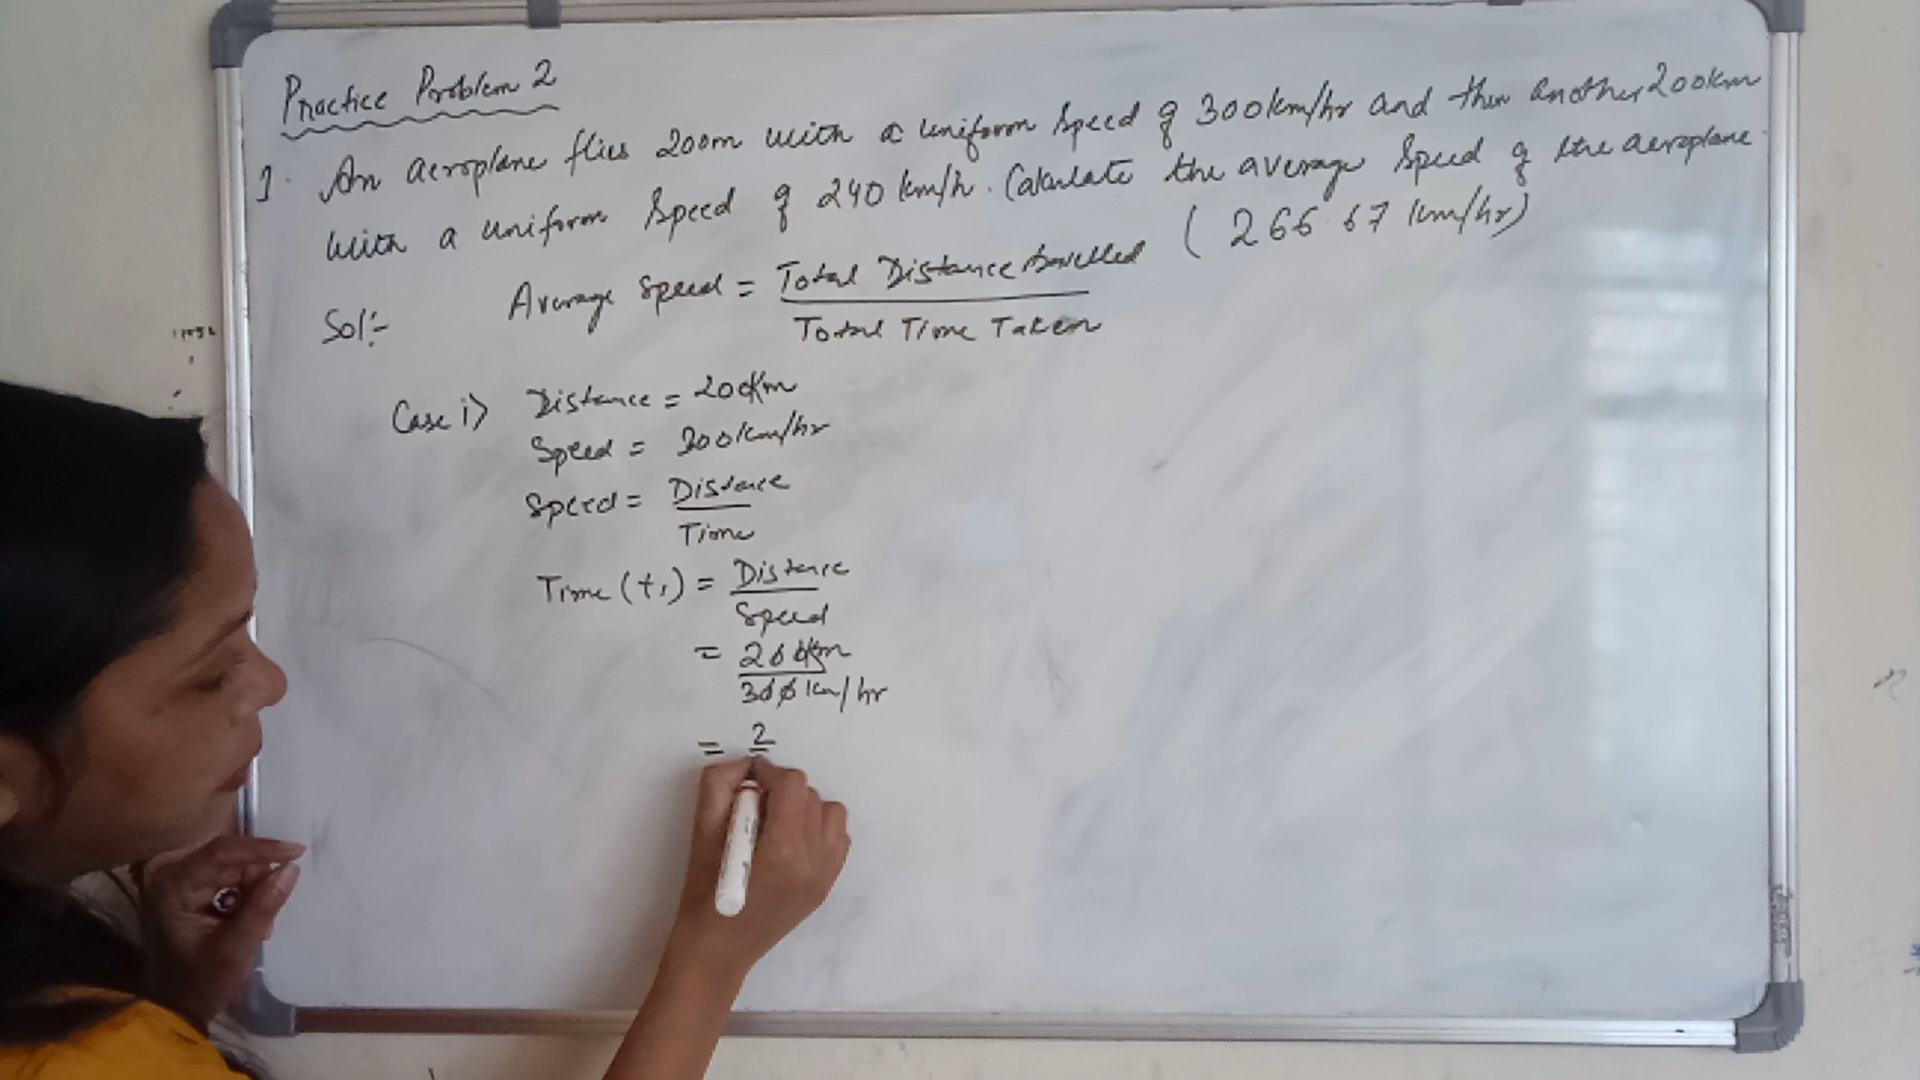 Practice Problem 2
1. An aeroplane flies 200m with a uniform speed of 300km/hr and then another 200km
with a uniform speed of 240 km/h. Calculate the average speed of the aeroplane.
(266.67 km/hr)
Sol:- Average speed = Total Distance travelled
Total Time Taken
Case i> Distance = 200km
Speed = 300km/hr
Speed = Distance
Time
Time (t1) = Distance
Speed
= 200km
300km/hr
= 2